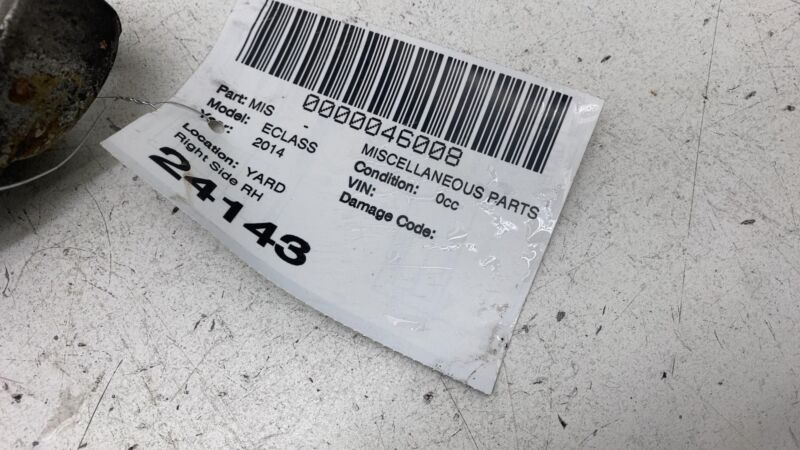 0000046008
Part: MIS - MISCELLANEOUS PARTS
Model: ECLASS Condition: 0cc
Year: 2014 VIN:
Damage Code:
Location: YARD
Right Side RH
24143